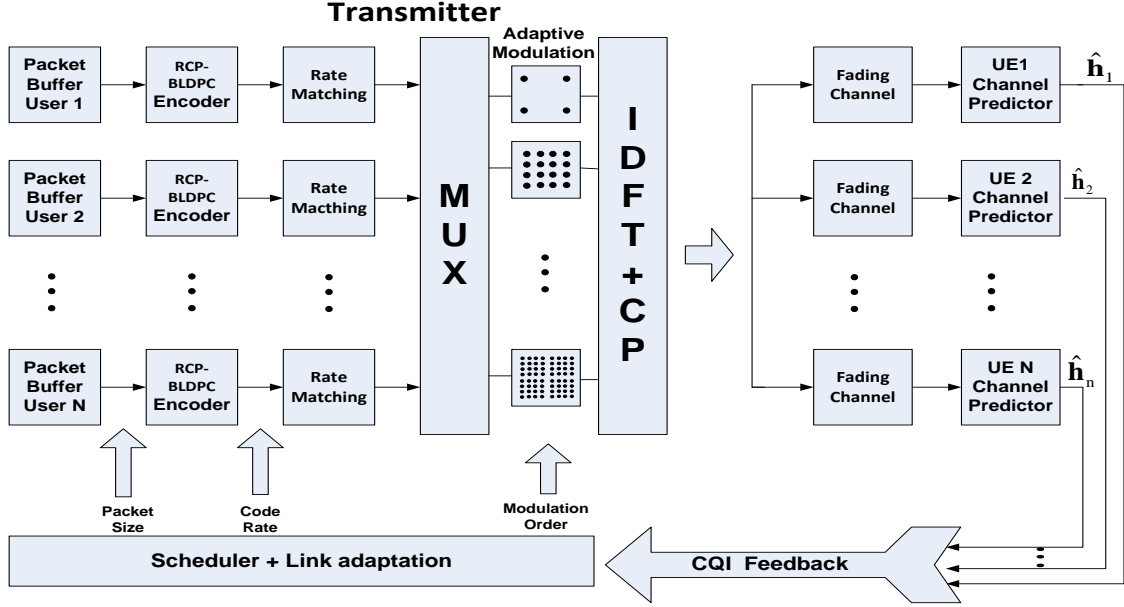 Transmitter
Adaptive
Modulation
Packet
Buffer
User 1
RCP-
BLDPC
Encoder
Rate
Matching
Fading
Channel
UE1
Channel
Predictor
ĥ1
Packet
Buffer
User 2
RCP-
BLDPC
Encoder
Rate
Macthing
Fading
Channel
UE 2
Channel
Predictor
ĥ2
MUX
IDFT+CP
Packet
Buffer
User N
RCP-
BLDPC
Encoder
Rate
Matching
Fading
Channel
UE N
Channel
Predictor
ĥn
Packet
Size
Code
Rate
Modulation
Order
Scheduler + Link adaptation
CQI Feedback